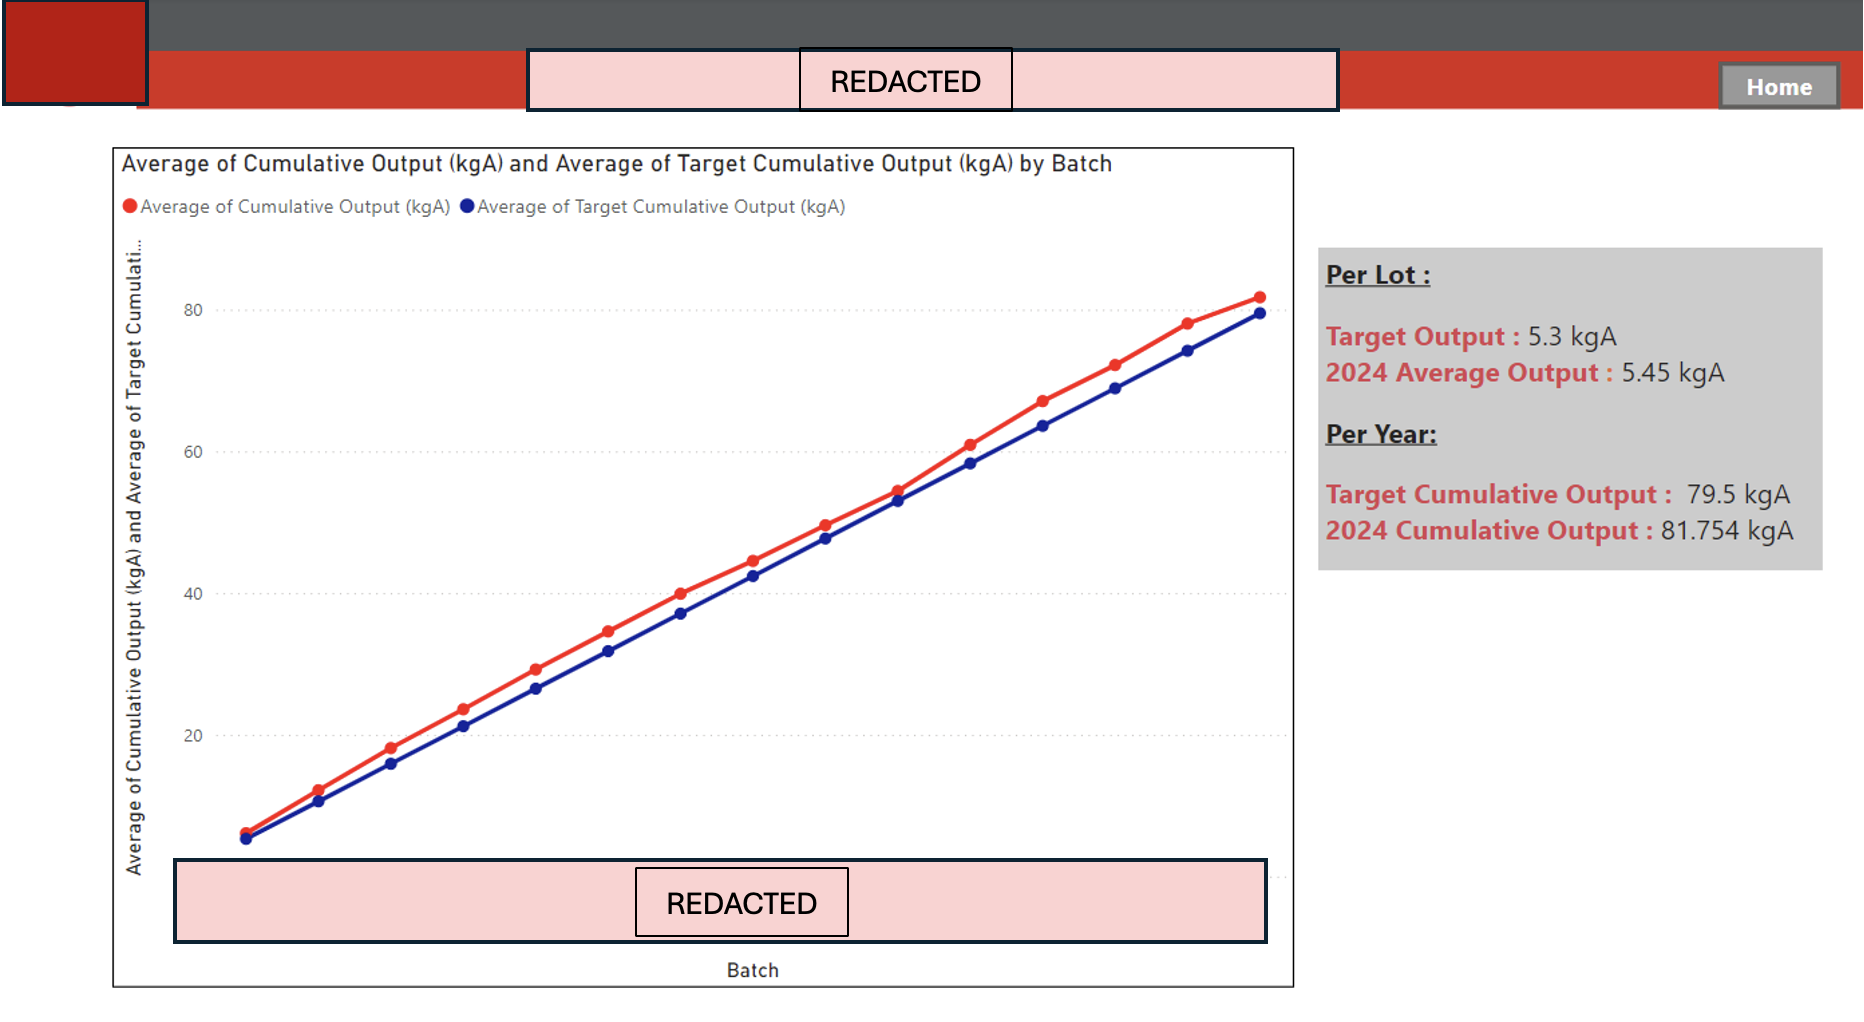 REDACTED
Home
Average of Cumulative Output (kgA) and Average of Target Cumulative Output (kgA) by Batch
Average of Cumulative Output (kgA) Average of Target Cumulative Output (kgA)
Average of Cumulative Output (kgA) and Average of Target Cumulati...
80
60
40
20
REDACTED
Batch
Per Lot :
Target Output : 5.3 kgA
2024 Average Output : 5.45 kgA
Per Year:
Target Cumulative Output : 79.5 kgA
2024 Cumulative Output : 81.754 kgA